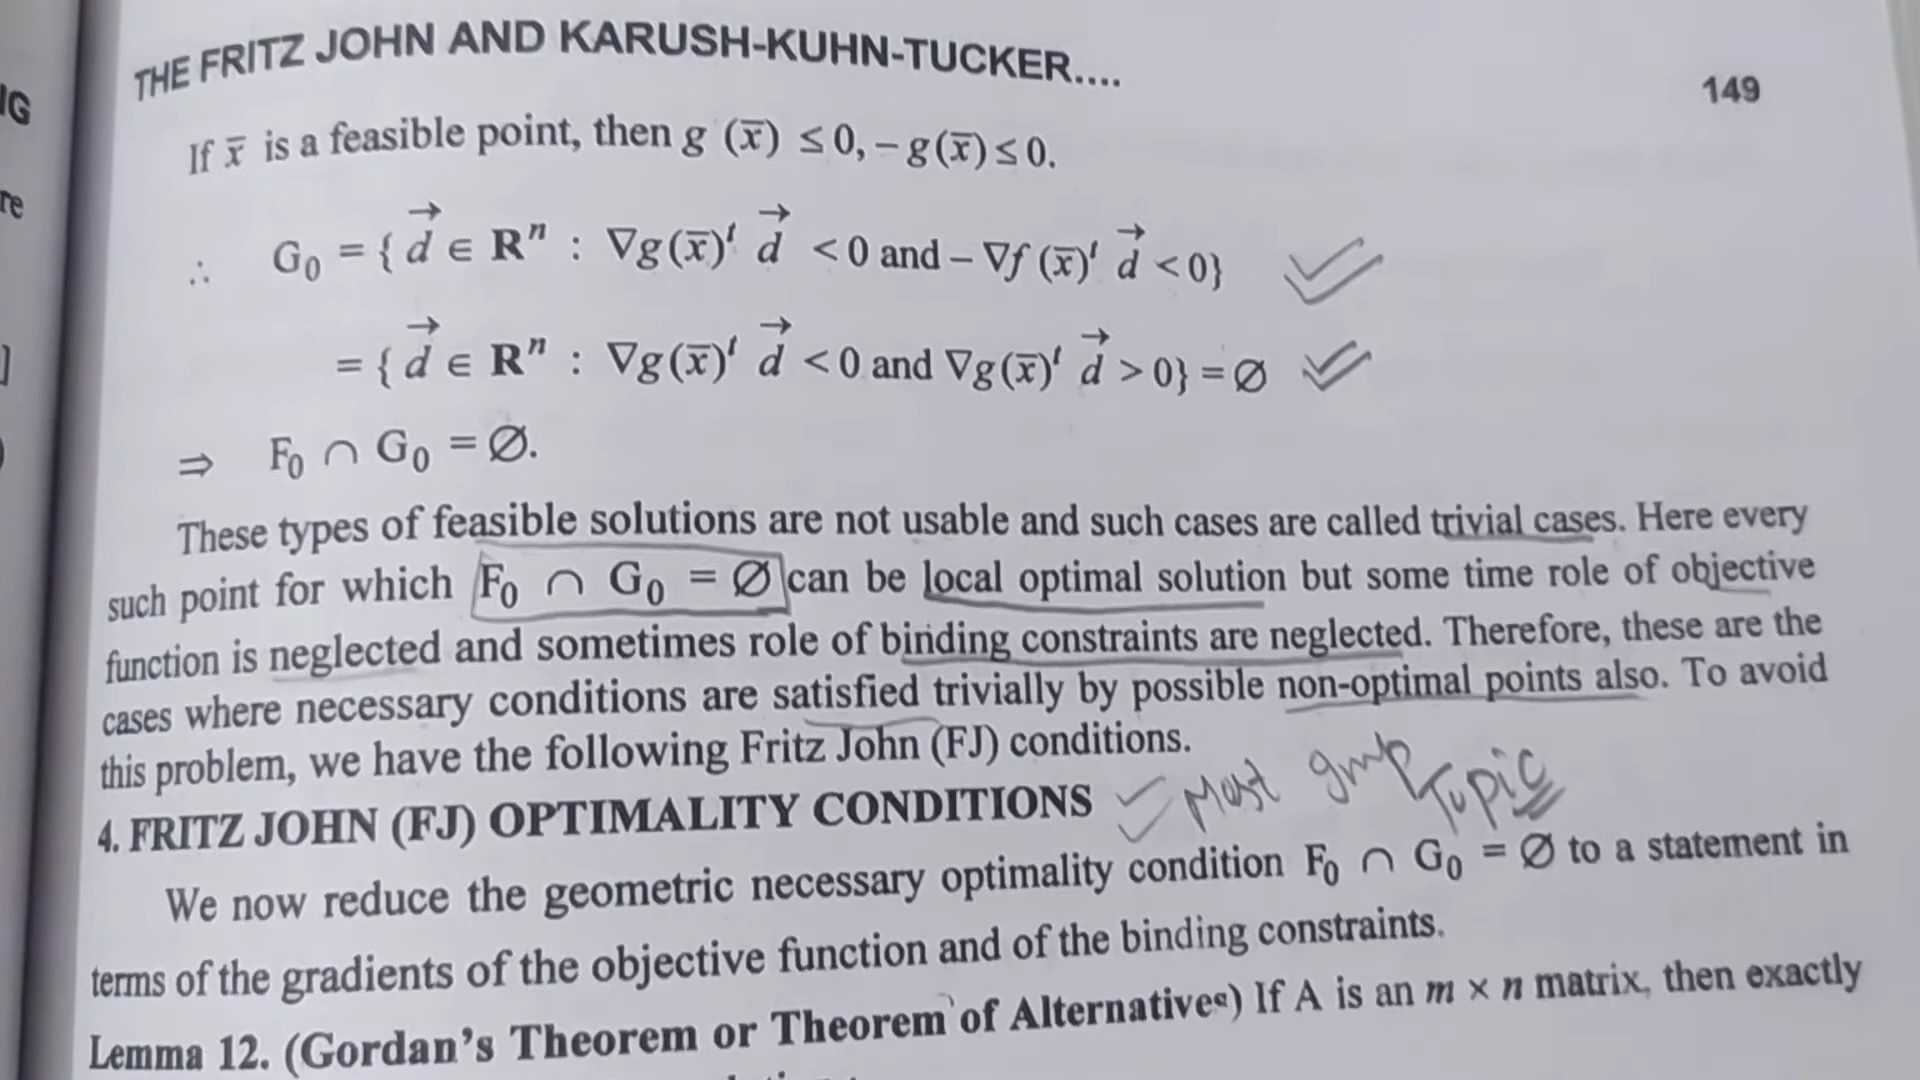 IG
re
]
)
THE FRITZ JOHN AND KARUSH-KUHN-TUCKER....
149
If x̅ is a feasible point, then g (x̅) ≤ 0, – g(x̅) ≤ 0.
∴ G₀ = { d⃗ ∈ Rⁿ : ∇g(x̅)ᵗ d⃗ < 0 and – ∇f (x̅)ᵗ d⃗ < 0}
= { d⃗ ∈ Rⁿ : ∇g(x̅)ᵗ d⃗ < 0 and ∇g(x̅)ᵗ d⃗ > 0} = ∅
⇒ F₀ ∩ G₀ = ∅.
These types of feasible solutions are not usable and such cases are called trivial cases. Here every
such point for which F₀ ∩ G₀ = ∅ can be local optimal solution but some time role of objective
function is neglected and sometimes role of binding constraints are neglected. Therefore, these are the
cases where necessary conditions are satisfied trivially by possible non-optimal points also. To avoid
this problem, we have the following Fritz John (FJ) conditions.
4. FRITZ JOHN (FJ) OPTIMALITY CONDITIONS Most Imp Topic
We now reduce the geometric necessary optimality condition F₀ ∩ G₀ = ∅ to a statement in
terms of the gradients of the objective function and of the binding constraints.
Lemma 12. (Gordan's Theorem or Theorem of Alternatives) If A is an m × n matrix, then exactly